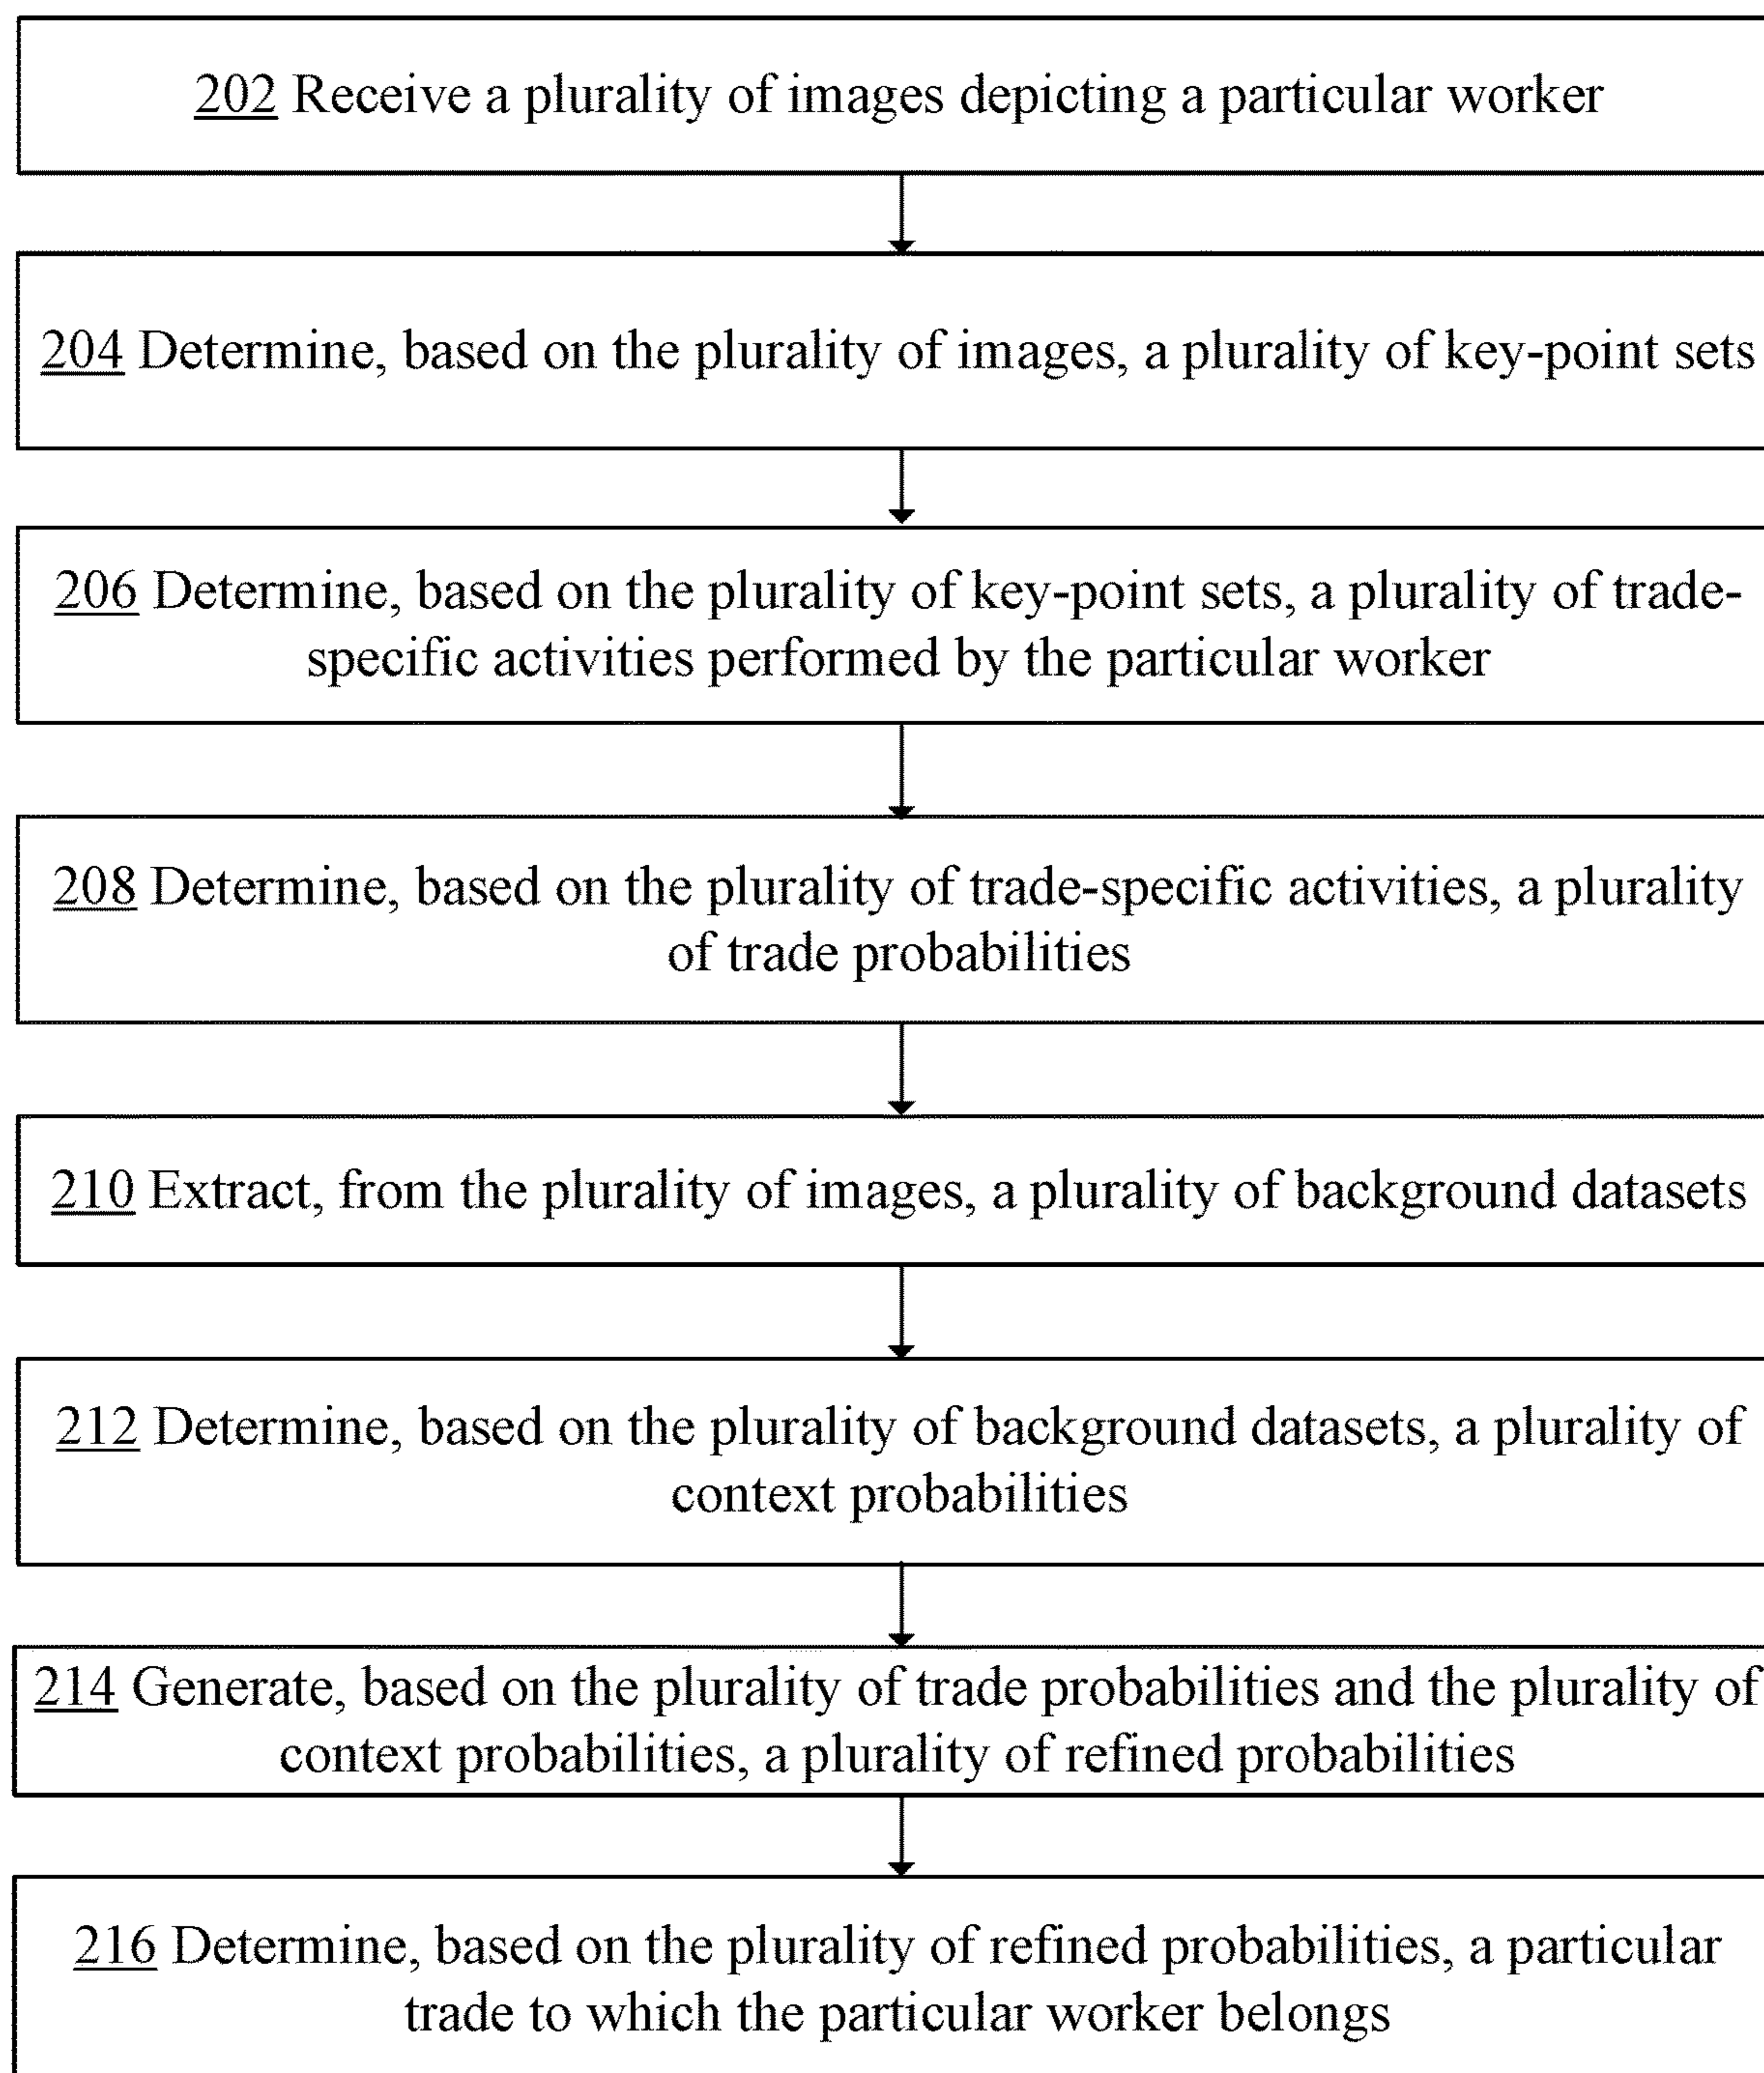 202 Receive a plurality of images depicting a particular worker
204 Determine, based on the plurality of images, a plurality of key-point sets
206 Determine, based on the plurality of key-point sets, a plurality of trade-
specific activities performed by the particular worker
208 Determine, based on the plurality of trade-specific activities, a plurality
of trade probabilities
210 Extract, from the plurality of images, a plurality of background datasets
212 Determine, based on the plurality of background datasets, a plurality of
context probabilities
214 Generate, based on the plurality of trade probabilities and the plurality of
context probabilities, a plurality of refined probabilities
216 Determine, based on the plurality of refined probabilities, a particular
trade to which the particular worker belongs